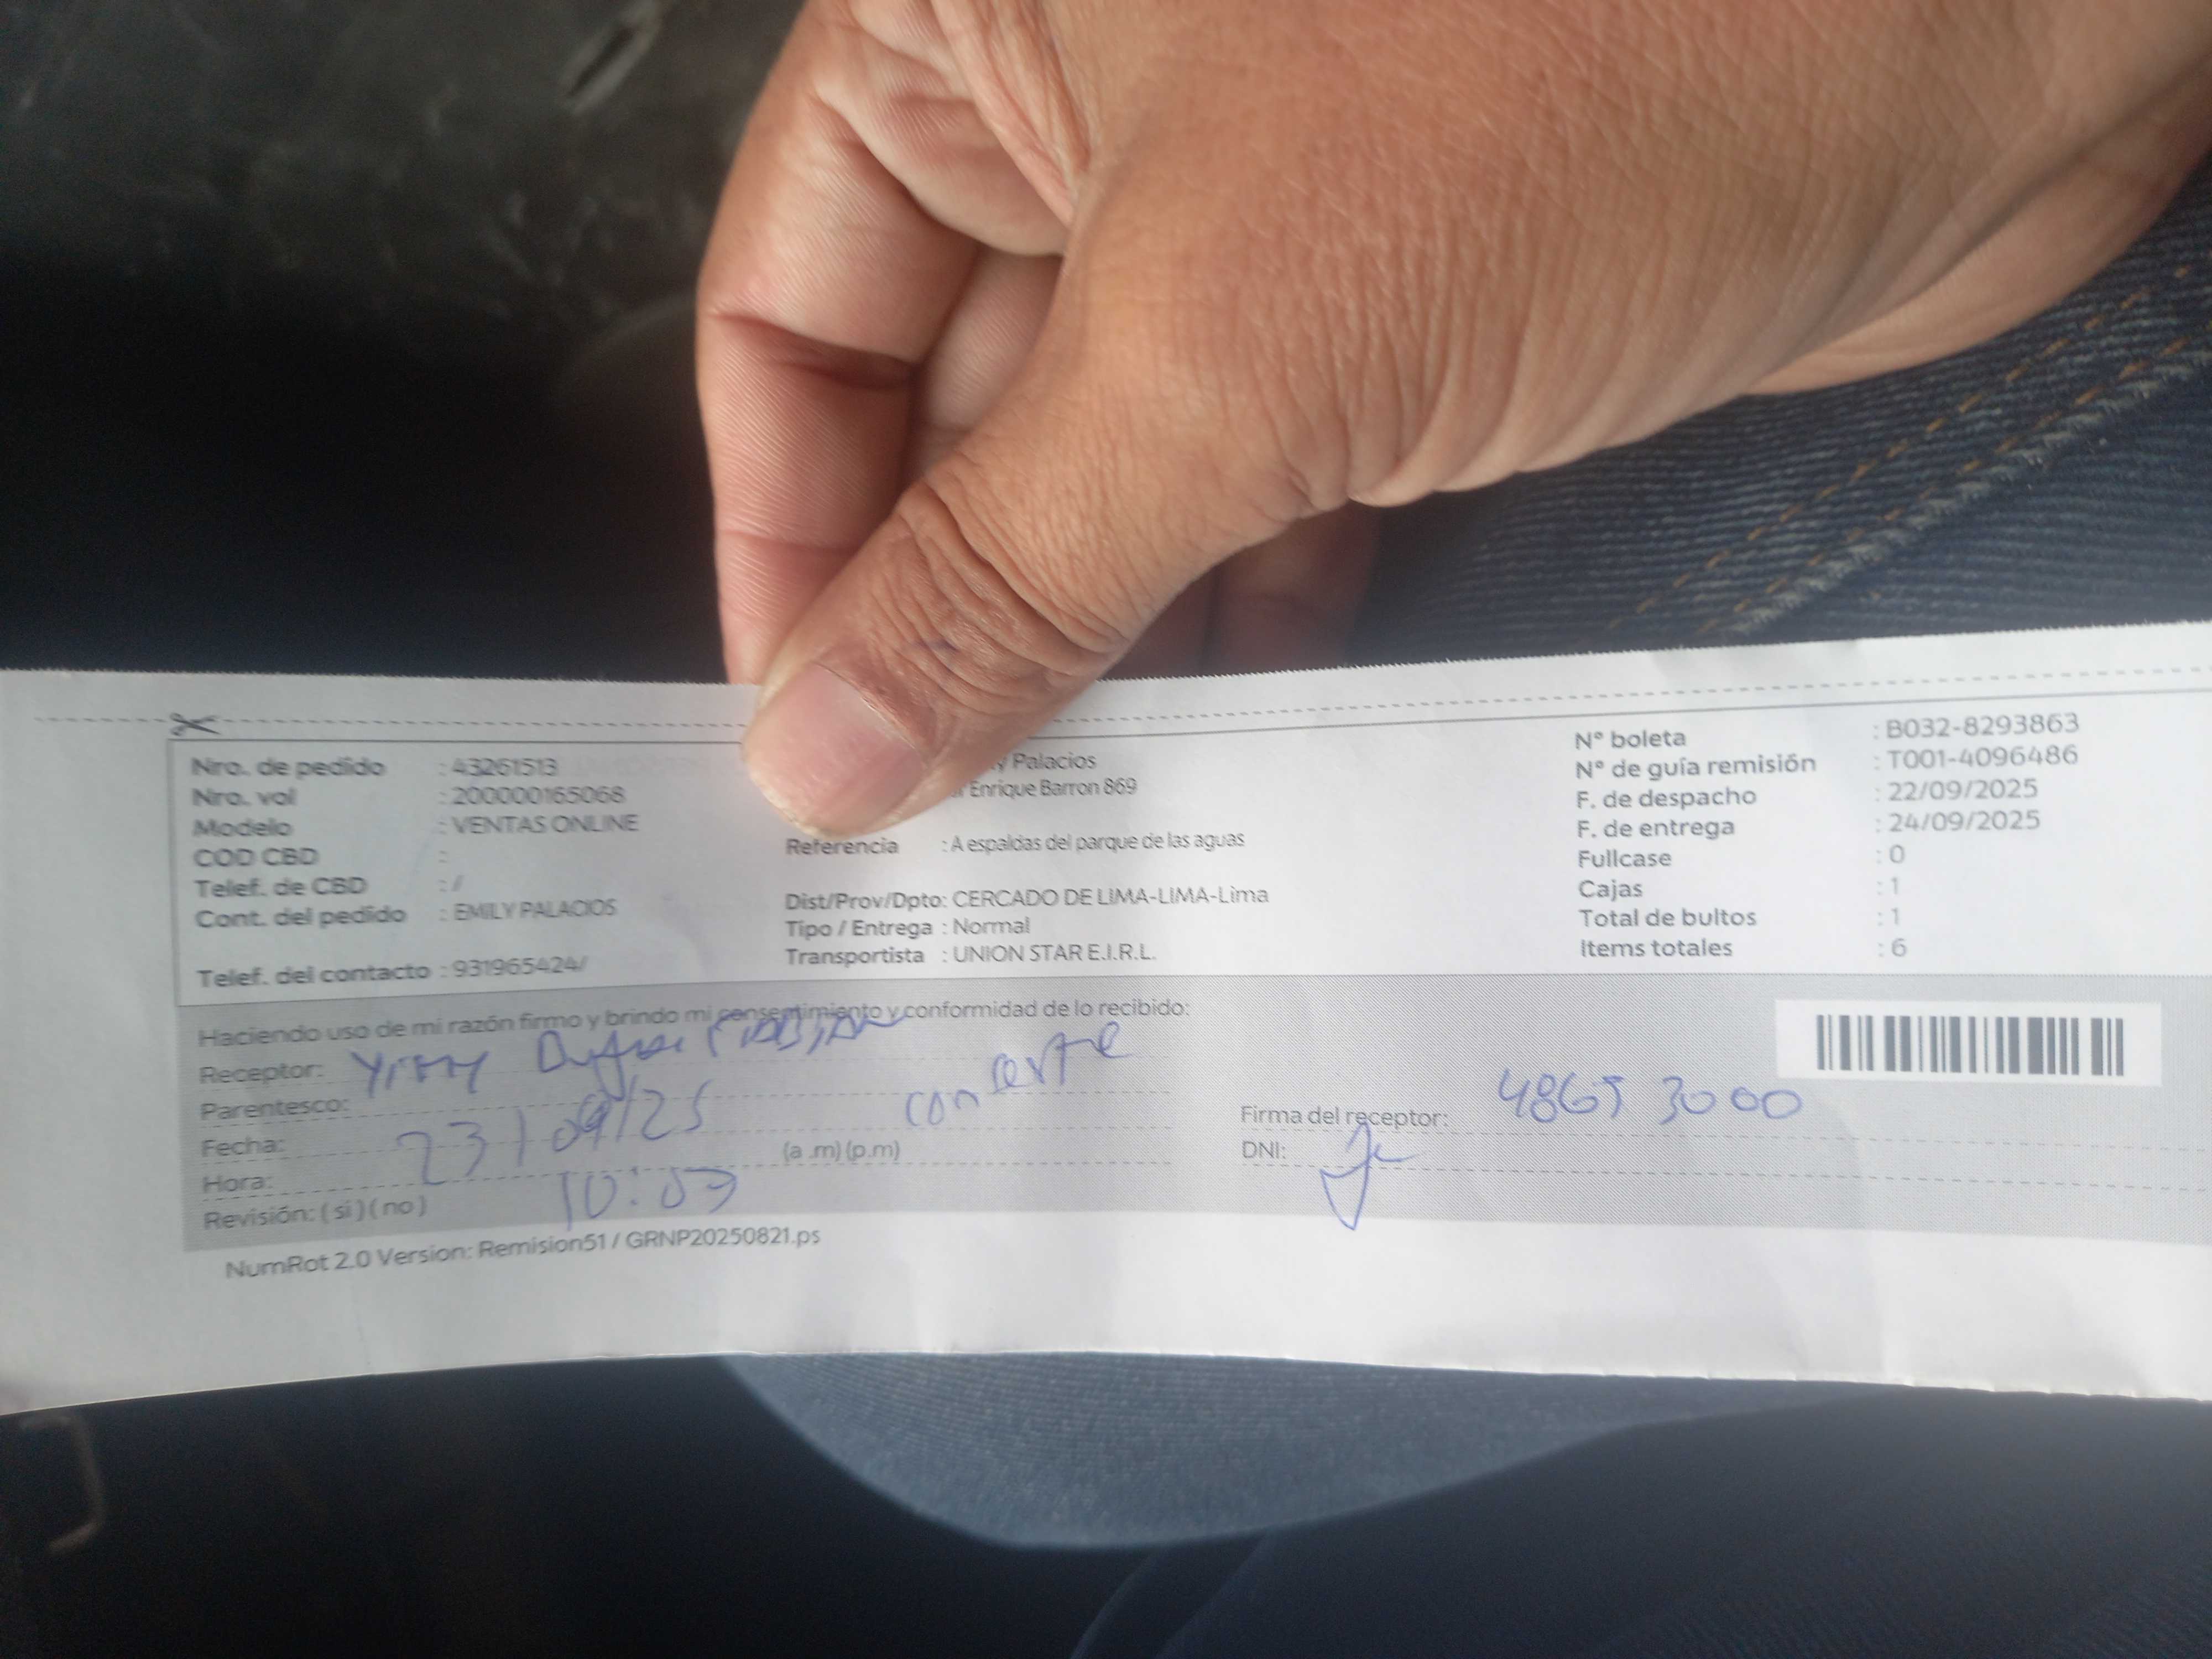 Nro. de pedido : 43261513
Nro. vol : 200000165068
Modelo : VENTAS ONLINE
COD CBD :
Telef. de CBD : /
Cont. del pedido : EMILY PALACIOS
Telef. del contacto : 931965424/
y Palacios
Enrique Barron 869
Referencia : A espaldas del parque de las aguas
Dist/Prov/Dpto: CERCADO DE LIMA-LIMA-Lima
Tipo / Entrega : Normal
Transportista : UNION STAR E.I.R.L.
N° boleta : B032-8293863
N° de guía remisión : T001-4096486
F. de despacho : 22/09/2025
F. de entrega : 24/09/2025
Fullcase : 0
Cajas : 1
Total de bultos : 1
Items totales : 6
Haciendo uso de mi razón firmo y brindo mi consentimiento y conformidad de lo recibido:
Receptor:
Parentesco:
Fecha: 23/09/25
Hora: 10:03 (a .m) (p.m)
Revisión: ( si ) ( no )
Firma del receptor: 48653000
DNI:
NumRot 2.0 Version: Remision51 / GRNP20250821.ps